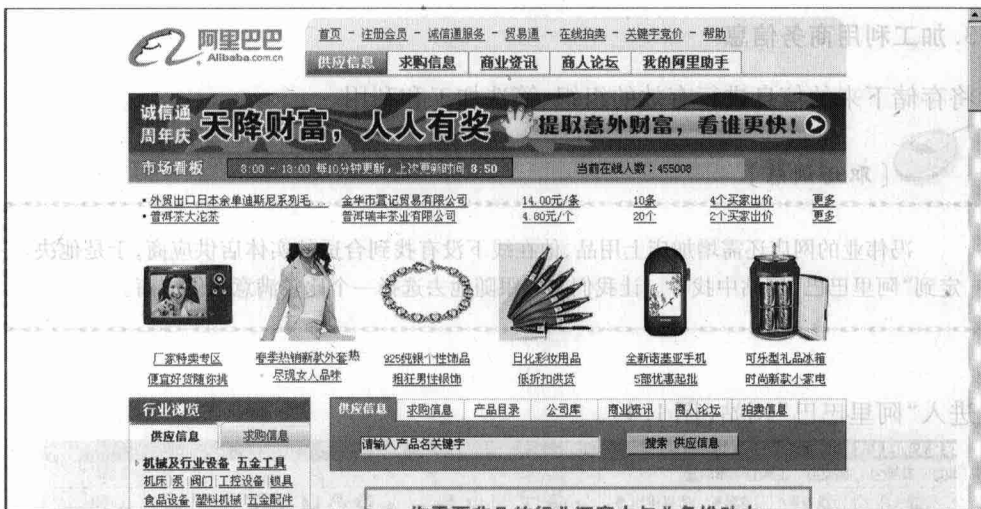 阿里巴巴
Alibaba.com.cn
首页 - 注册会员 - 诚信通服务 - 贸易通 - 在线拍卖 - 关键字竞价 - 帮助
供应信息 求购信息 商业资讯 商人论坛 我的阿里助手
诚信通
周年庆
天降财富，人人有奖
提取意外财富，看谁更快！
市场看板 8:00 - 18:00 每10分钟更新，上次更新时间 8:50 当前在线人数：455008
• 外贸出口日本余单迪斯尼系列毛... 金华市置记贸易有限公司 14.00元/条 10条 4个买家出价 更多
• 普洱茶大沱茶 普洱瑞丰茶业有限公司 4.80元/个 20个 2个买家出价 更多
厂家特卖专区 春季热销新款外套热 925纯银个性饰品 日化彩妆用品 全新诺基亚手机 可乐型礼品冰箱
便宜好货随你挑 尽现女人品味 粗狂男性银饰 低折扣供货 5部优惠起批 时尚新款小家电
行业浏览
供应信息 求购信息
供应信息 求购信息 产品目录 公司库 商业资讯 商人论坛 拍卖信息
请输入产品名关键字 搜索 供应信息
机械及行业设备 五金工具
机床 泵 阀门 工控设备 锁具
食品设备 塑料机械 五金配件